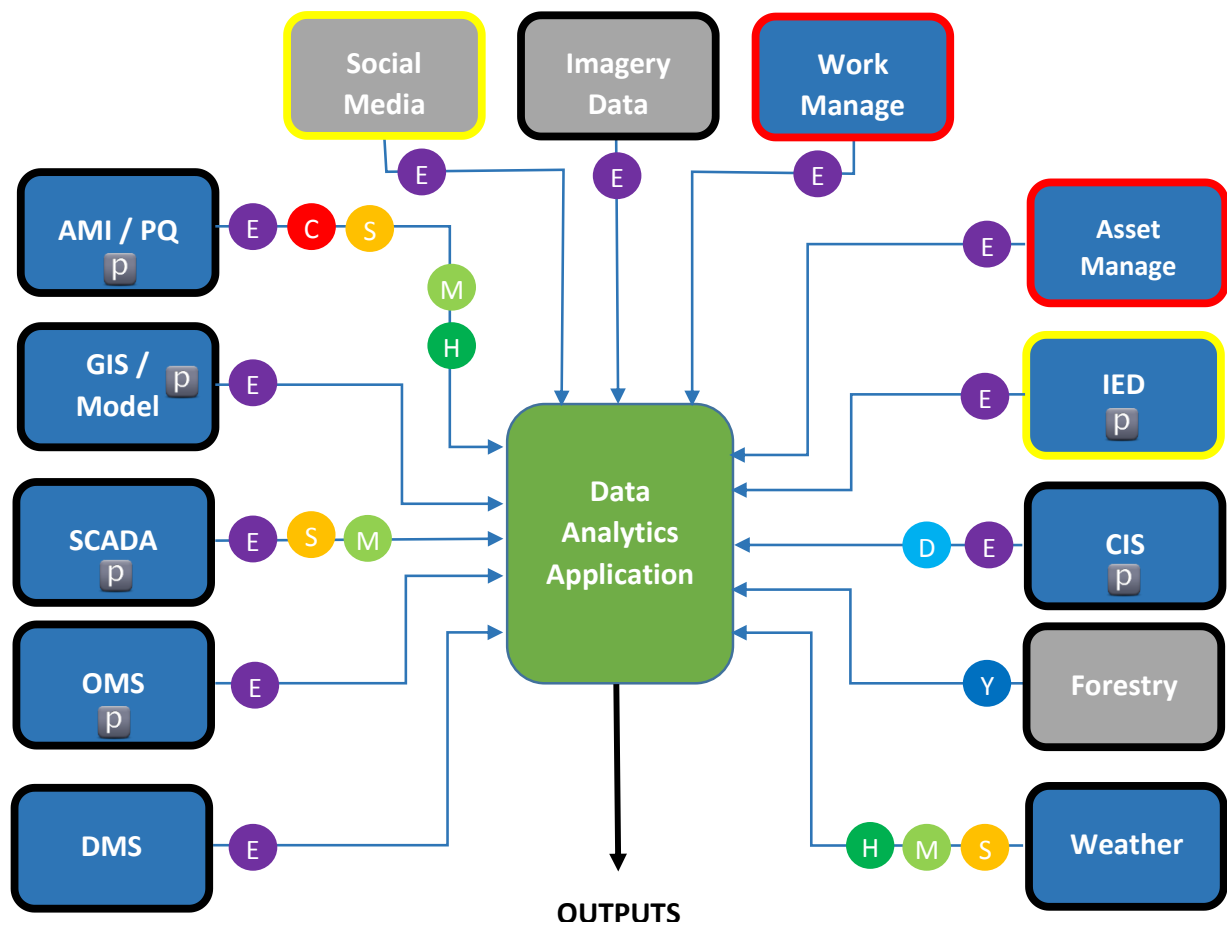 Social
Media
Imagery
Data
Work
Manage
E
E
E
AMI / PQ
p
E
C
S
M
H
E
Asset
Manage
GIS /
Model
p
E
E
IED
p
SCADA
p
E
S
M
Data
Analytics
Application
D
E
CIS
p
OMS
p
E
Y
Forestry
DMS
E
H
M
S
Weather
OUTPUTS